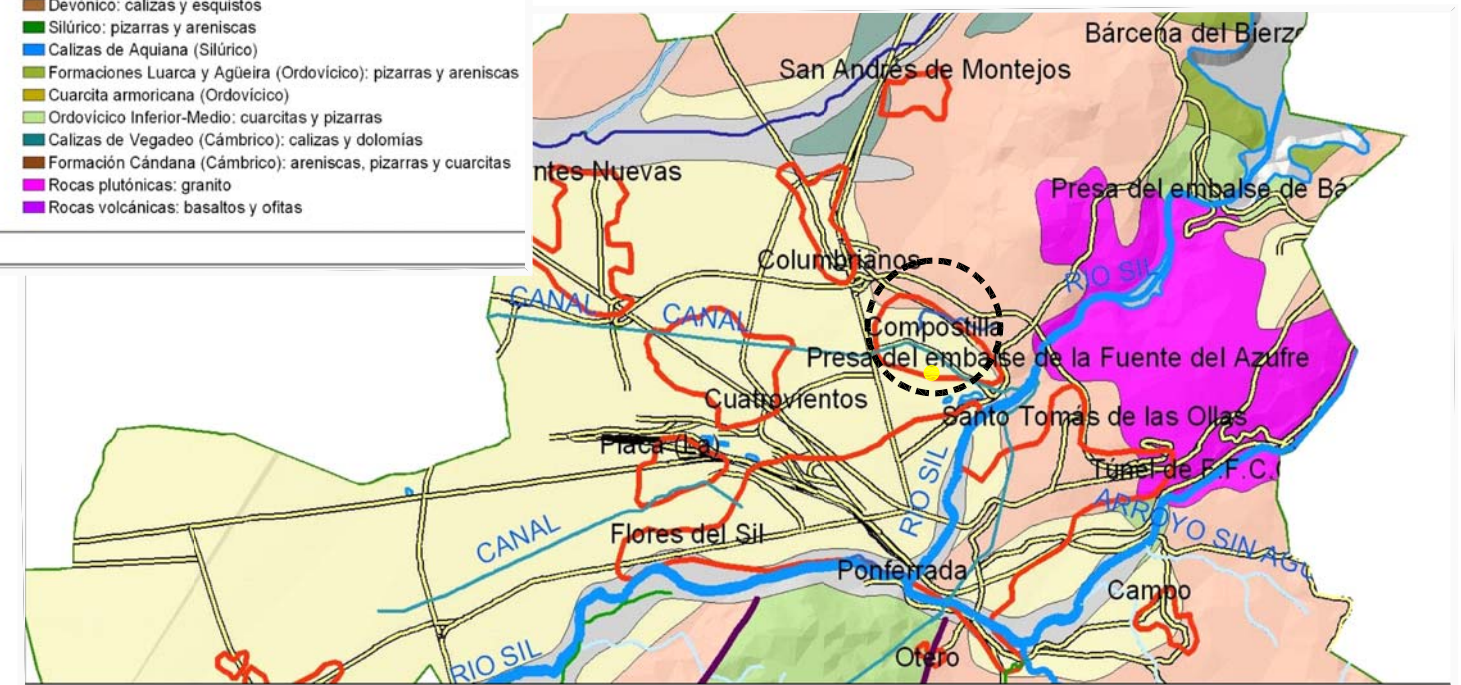 Devónico: calizas y esquistos
Silúrico: pizarras y areniscas
Calizas de Aquiana (Silúrico)
Formaciones Luarca y Agüeira (Ordovícico): pizarras y areniscas
Cuarcita armoricana (Ordovícico)
Ordovícico Inferior-Medio: cuarcitas y pizarras
Calizas de Vegadeo (Cámbrico): calizas y dolomías
Formación Cándana (Cámbrico): areniscas, pizarras y cuarcitas
Rocas plutónicas: granito
Rocas volcánicas: basaltos y ofitas
Bárcena del Bierzo
San Andrés de Montejos
ntes Nuevas
Presa del embalse de Bá
Columbrianos
RIO SIL
CANAL
CANAL
Compostilla
Presa del embalse de la Fuente del Azufre
Cuatrovientos
Santo Tomás de las Ollas
Placa (La)
Túnel de F.F.C.
RIO SIL
ARROYO SIN AGU
CANAL
Flores del Sil
Ponferrada
Campo
RIO SIL
Otero